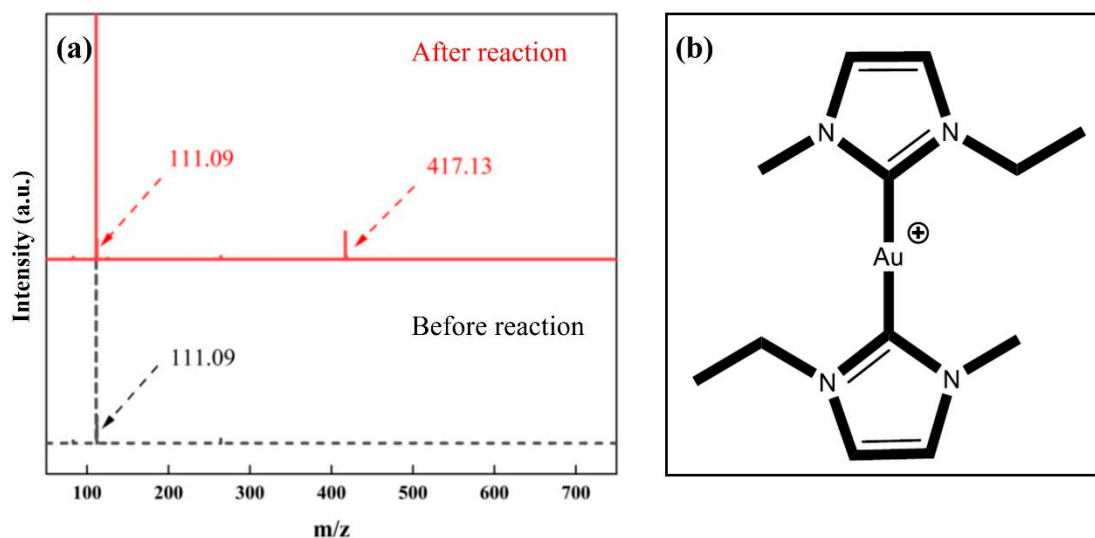 (a)
After reaction
111.09
417.13
Before reaction
111.09
Intensity (a.u.)
100 200 300 400 500 600 700
m/z
(b)
N N
Au
+
N N